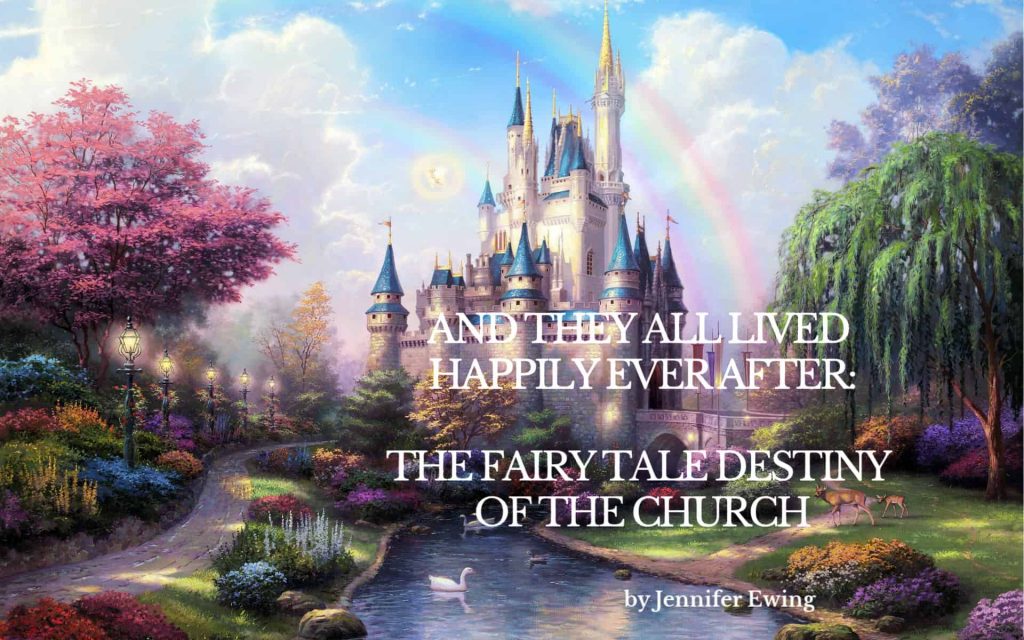 AND THEY ALL LIVED
HAPPILY EVER AFTER:
THE FAIRY TALE DESTINY
OF THE CHURCH
by Jennifer Ewing